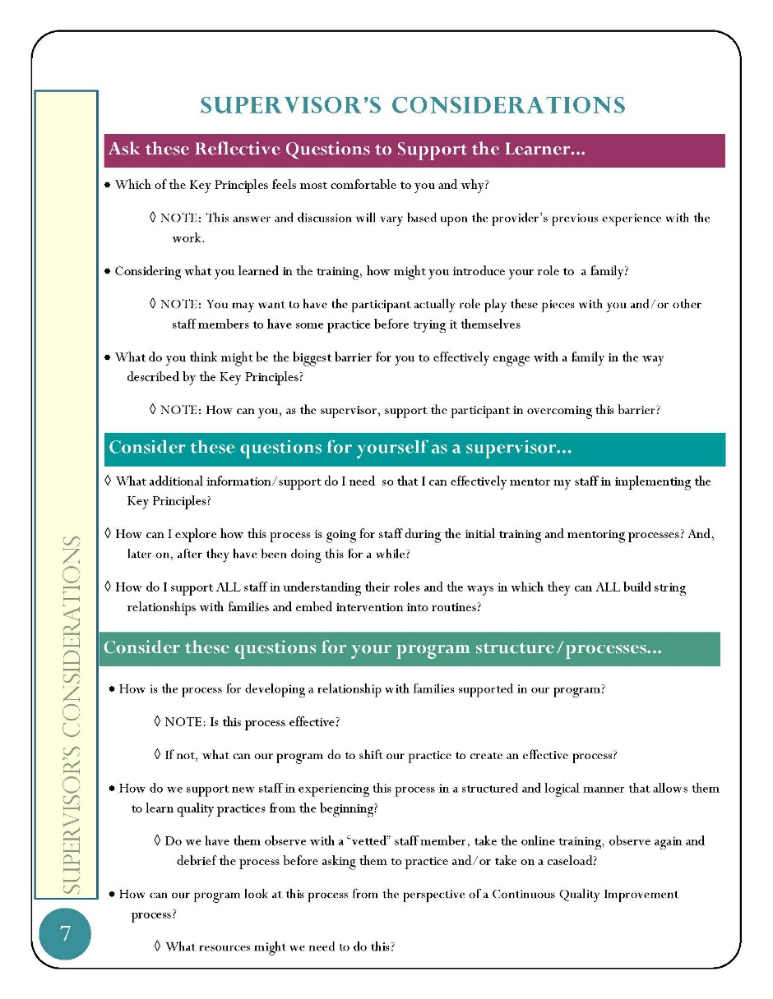 SUPERVISOR'S CONSIDERATIONS
Ask these Reflective Questions to Support the Learner...
• Which of the Key Principles feels most comfortable to you and why?
◊ NOTE: This answer and discussion will vary based upon the provider's previous experience with the
work.
• Considering what you learned in the training, how might you introduce your role to a family?
◊ NOTE: You may want to have the participant actually role play these pieces with you and/or other
staff members to have some practice before trying it themselves
• What do you think might be the biggest barrier for you to effectively engage with a family in the way
described by the Key Principles?
◊ NOTE: How can you, as the supervisor, support the participant in overcoming this barrier?
Consider these questions for yourself as a supervisor...
◊ What additional information/support do I need so that I can effectively mentor my staff in implementing the
Key Principles?
◊ How can I explore how this process is going for staff during the initial training and mentoring processes? And,
later on, after they have been doing this for a while?
◊ How do I support ALL staff in understanding their roles and the ways in which they can ALL build string
relationships with families and embed intervention into routines?
Consider these questions for your program structure/processes...
• How is the process for developing a relationship with families supported in our program?
◊ NOTE: Is this process effective?
◊ If not, what can our program do to shift our practice to create an effective process?
• How do we support new staff in experiencing this process in a structured and logical manner that allows them
to learn quality practices from the beginning?
◊ Do we have them observe with a “vetted” staff member, take the online training, observe again and
debrief the process before asking them to practice and/or take on a caseload?
• How can our program look at this process from the perspective of a Continuous Quality Improvement
process?
◊ What resources might we need to do this?
SUPERVISOR'S CONSIDERATIONS
7